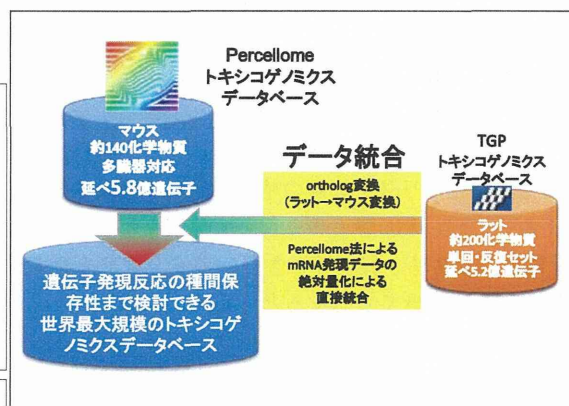 Percellome
トキシコゲノミクス
データベース
マウス
約140化学物質
多臓器対応
延べ5.8億遺伝子
データ統合
ortholog変換
(ラット→マウス変換)
Percellome法による
mRNA発現データの
絶対量化による
直接統合
TGP
トキシコゲノミクス
データベース
ラット
約200化学物質
単回・反復セット
延べ5.2億遺伝子
遺伝子発現反応の種間保
存性まで検討できる
世界最大規模のトキシコゲ
ノミクスデータベース